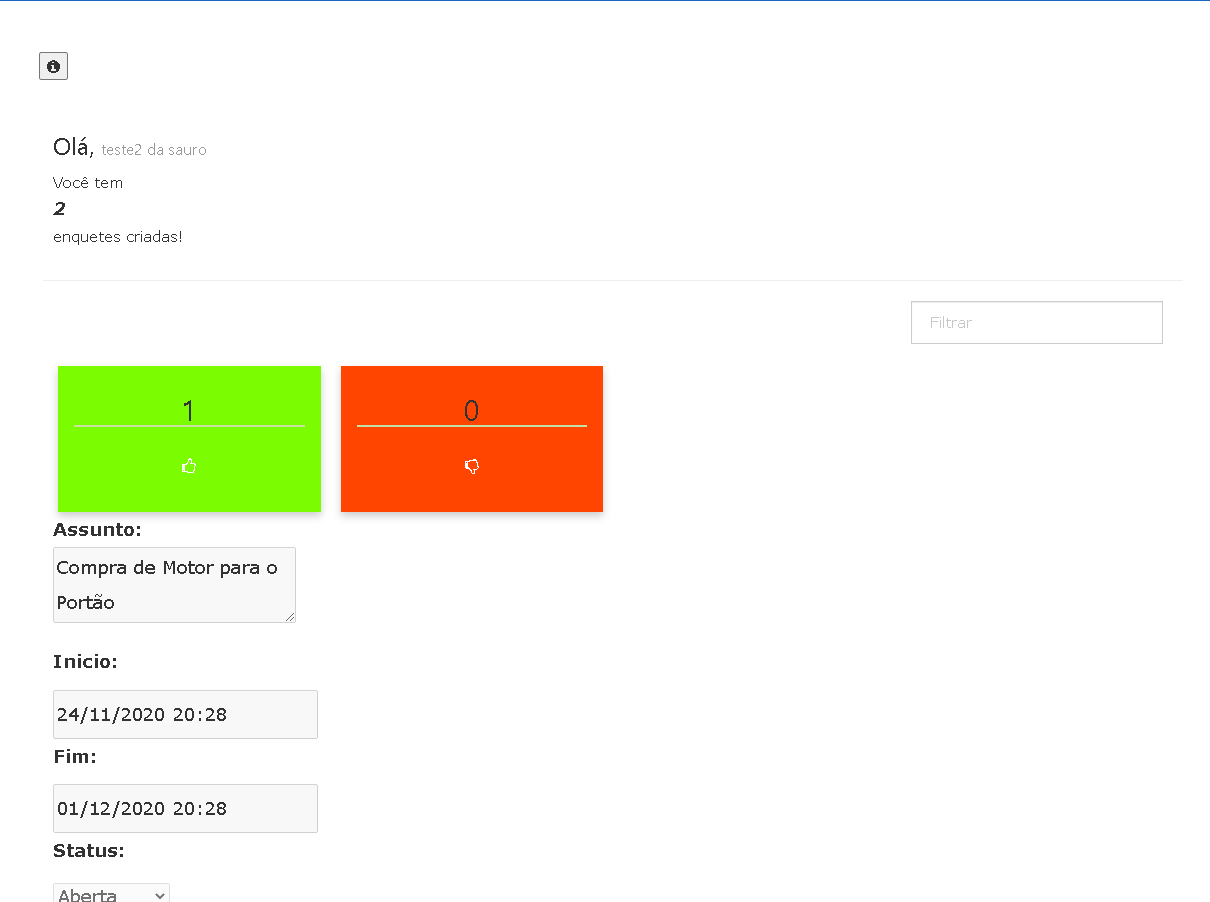 Olá, teste2 da sauro
Você tem
2
enquetes criadas!
Filtrar
1
0
Assunto:
Compra de Motor para o
Portão
Inicio:
24/11/2020 20:28
Fim:
01/12/2020 20:28
Status:
Aberta